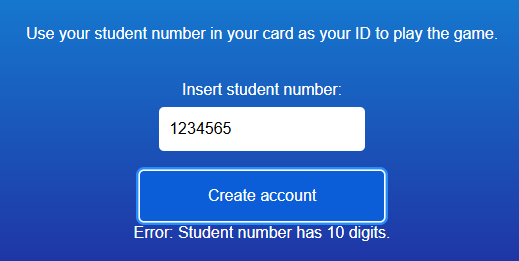 Use your student number in your card as your ID to play the game.
Insert student number:
1234565
Create account
Error: Student number has 10 digits.